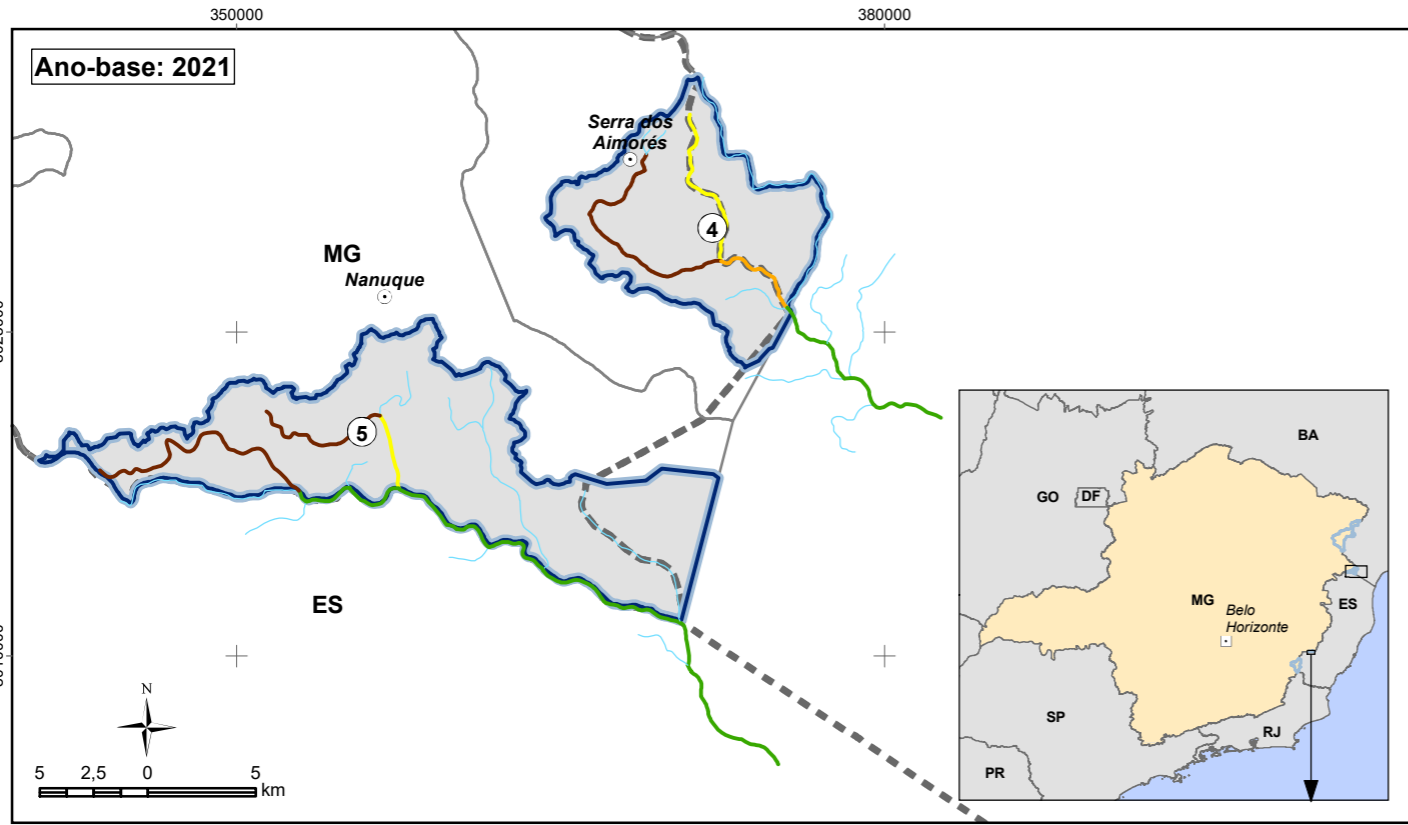 350000
380000
Ano-base: 2021
Serra dos
Aimorés
4
MG
Nanuque
5
ES
N
5 2,5 0 5
km
BA
GO
DF
MG
Belo
Horizonte
ES
SP
RJ
PR